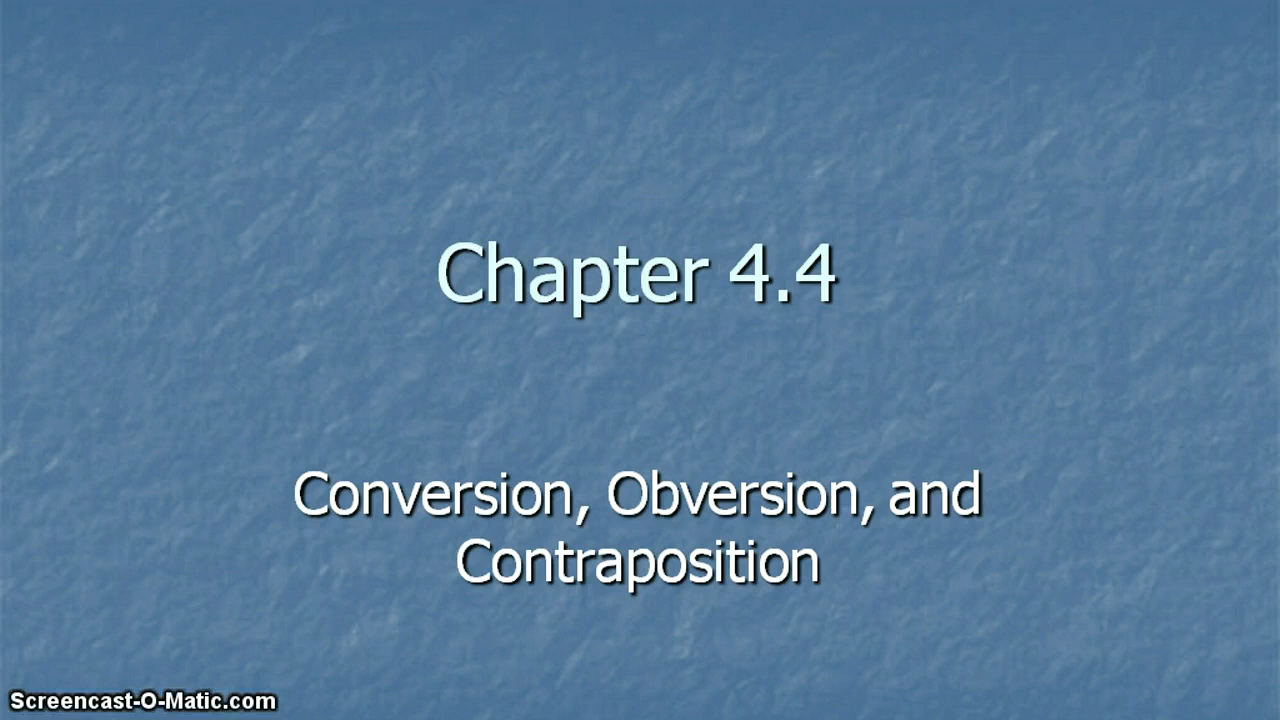 Chapter 4.4
Conversion, Obversion, and
Contraposition
Screencast-O-Matic.com